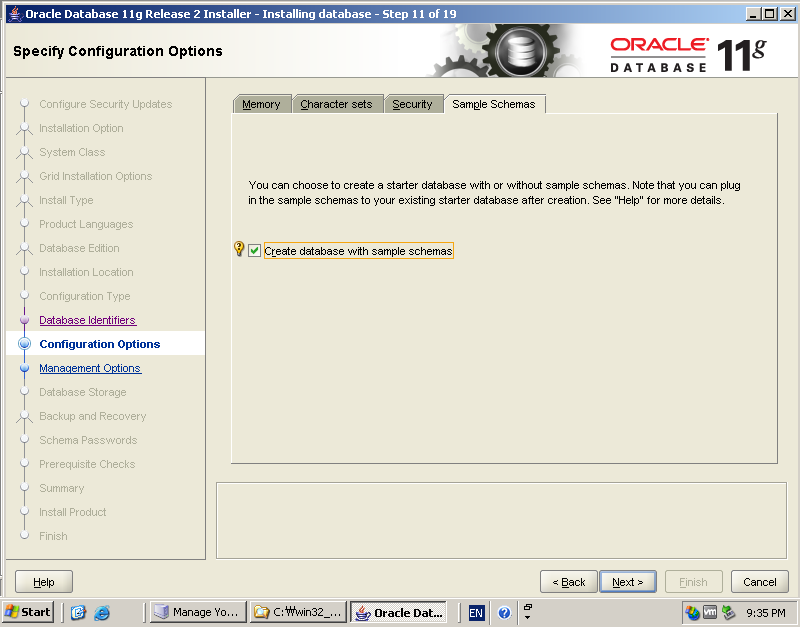 Oracle Database 11g Release 2 Installer - Installing database - Step 11 of 19
Specify Configuration Options
ORACLE
DATABASE
11g
Configure Security Updates
Installation Option
System Class
Grid Installation Options
Install Type
Product Languages
Database Edition
Installation Location
Configuration Type
Database Identifiers
Configuration Options
Management Options
Database Storage
Backup and Recovery
Schema Passwords
Prerequisite Checks
Summary
Install Product
Finish
Memory
Character sets
Security
Sample Schemas
You can choose to create a starter database with or without sample schemas. Note that you can plug
in the sample schemas to your existing starter database after creation. See "Help" for more details.
Create database with sample schemas
Help
< Back
Next >
Finish
Cancel
Start
Manage Yo...
C:₩win32_...
Oracle Dat...
EN
9:35 PM